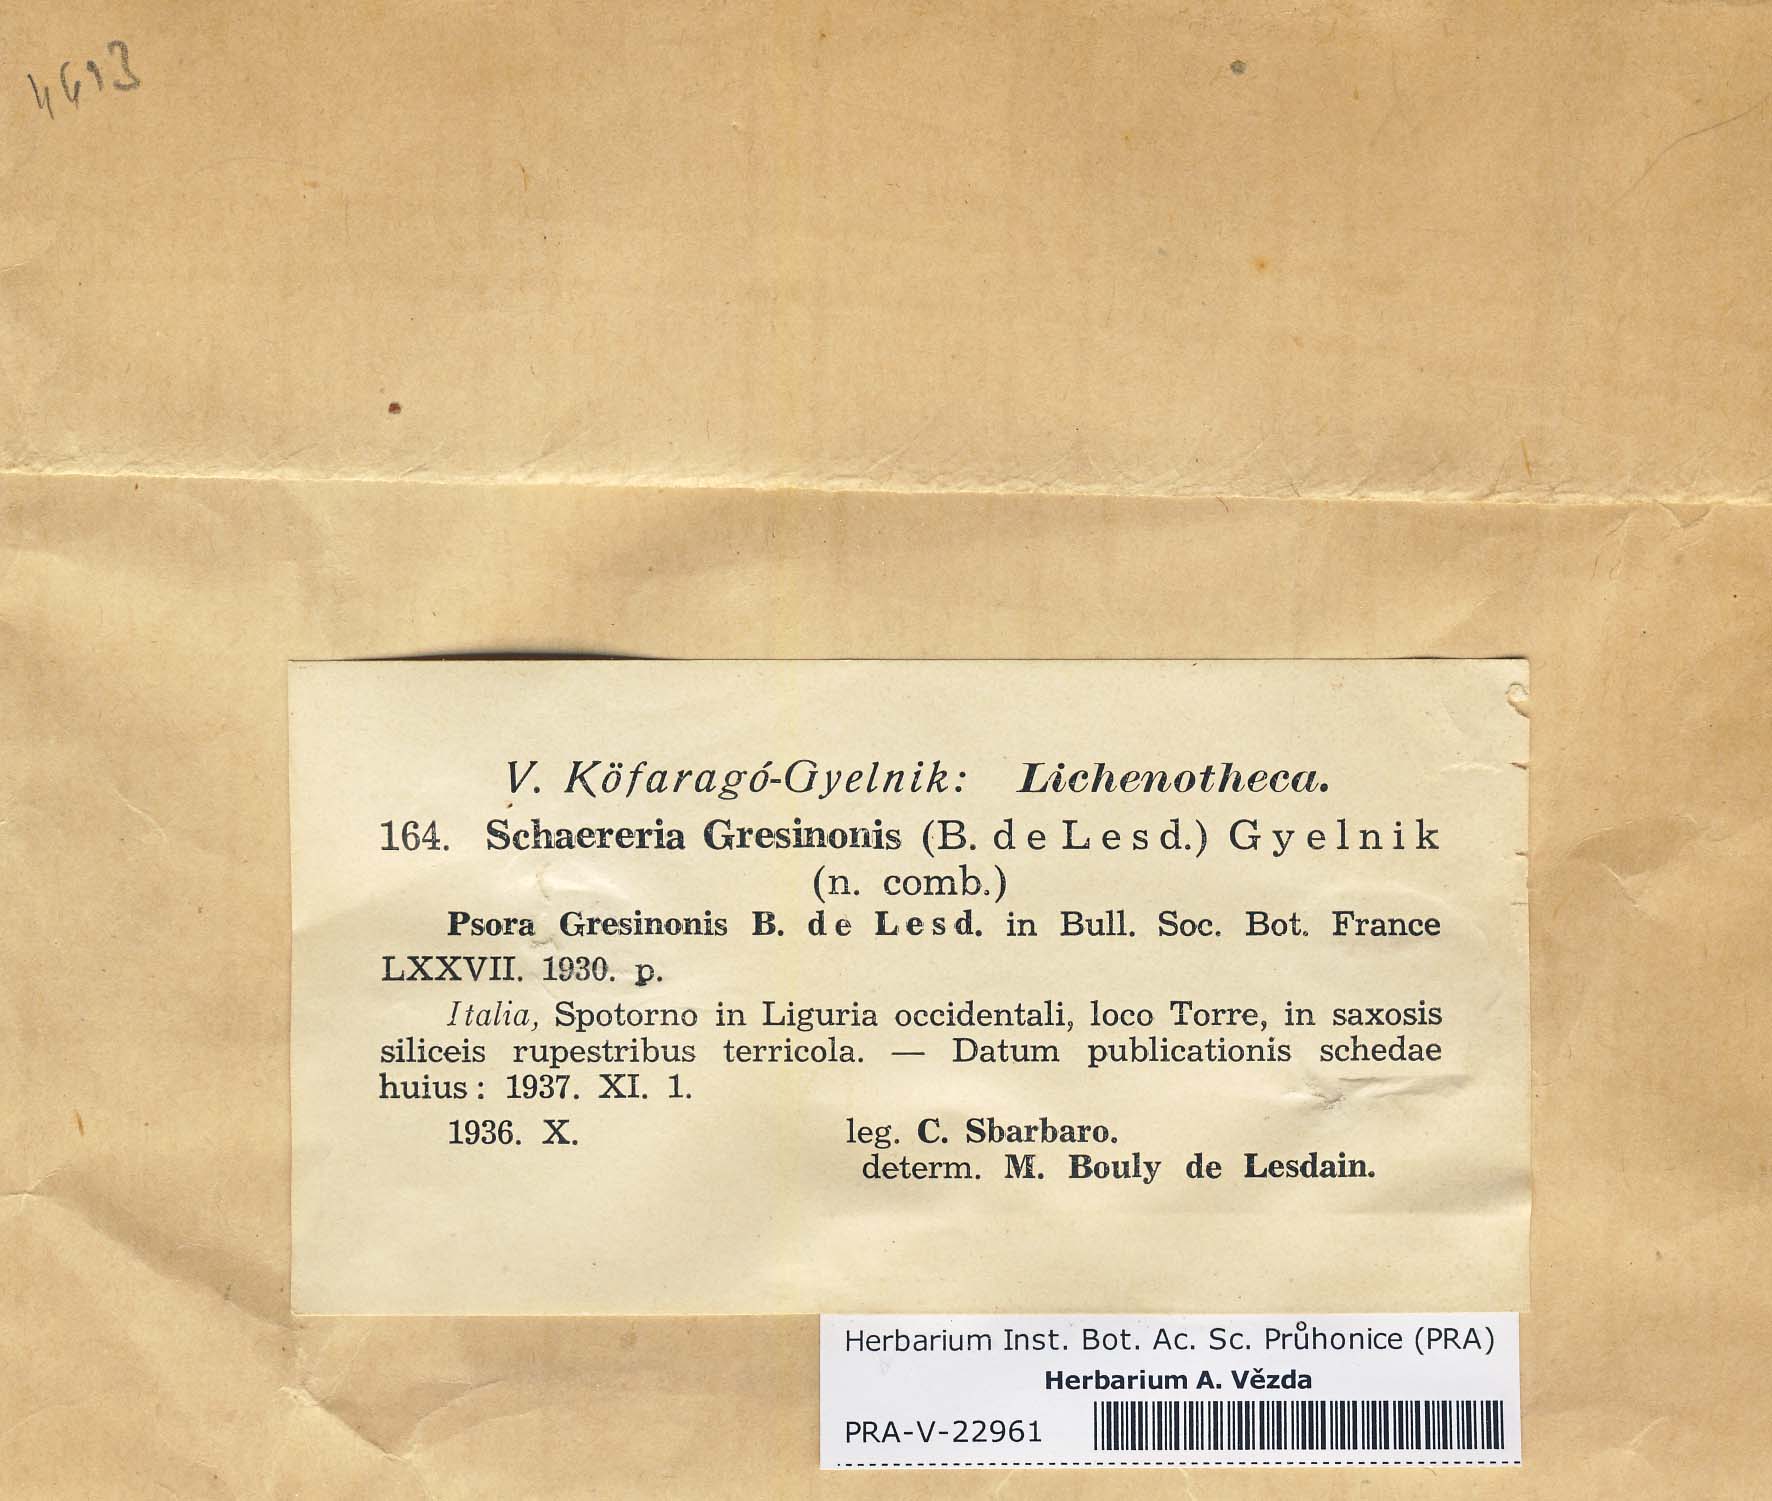 4613
V. Köfaragó-Gyelnik: Lichenotheca.
164. Schaereria Gresinonis (B. de Lesd.) Gyelnik
(n. comb.)
Psora Gresinonis B. de Lesd. in Bull. Soc. Bot. France
LXXVII. 1930. p.
Italia, Spotorno in Liguria occidentali, loco Torre, in saxosis
siliceis rupestribus terricola. — Datum publicationis schedae
huius: 1937. XI. 1.
1936. X. leg. C. Sbarbaro.
determ. M. Bouly de Lesdain.
Herbarium Inst. Bot. Ac. Sc. Průhonice (PRA)
Herbarium A. Vězda
PRA-V-22961